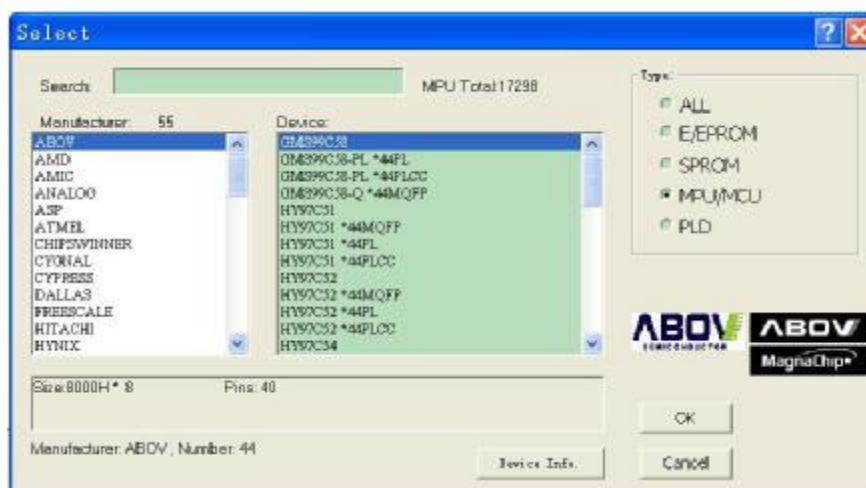 Select
Search:
MPU Total:17298
Manufacturer: 55
Device:
ABOV
AMD
AMIC
ANALOG
ASP
ATMEL
CHIPSWINNER
CYGNAL
CYPRESS
DALLAS
FREESCALE
HITACHI
HYNIX
GMS99C58
GMS99C58-PL *44PL
GMS99C58-PL *44PLCC
GMS99C58-Q *44MQFP
HY97C51
HY97C51 *44MQFP
HY97C51 *44PL
HY97C51 *44PLCC
HY97C52
HY97C52 *44MQFP
HY97C52 *44PL
HY97C52 *44PLCC
HY97C54
Type:
ALL
E/EPROM
SPROM
MPU/MCU
PLD
ABOV
SEMICONDUCTOR
ABOV
MagnaChip
Size:8000H * 8 Pins: 40
Manufacturer: ABOV , Number: 44
Device Info.
OK
Cancel